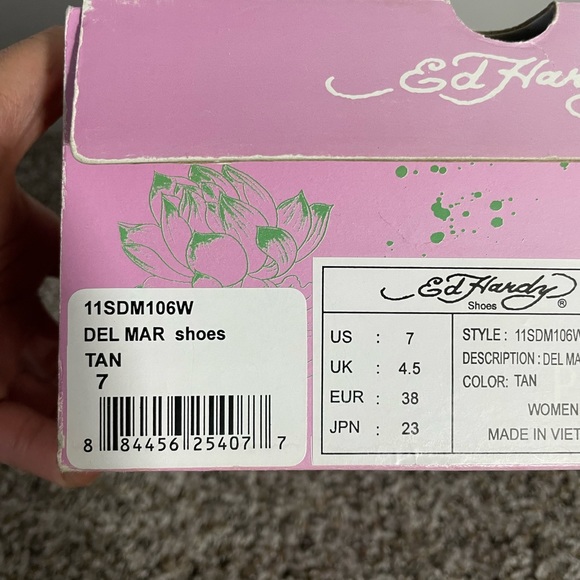 Ed Har
11SDM106W
DEL MAR shoes
TAN
7
8 84456 25407 7
Ed Hardy
Shoes ®
US : 7
UK : 4.5
EUR : 38
JPN : 23
STYLE : 11SDM106W
DESCRIPTION : DEL MA
COLOR: TAN
WOMEN
MADE IN VIET